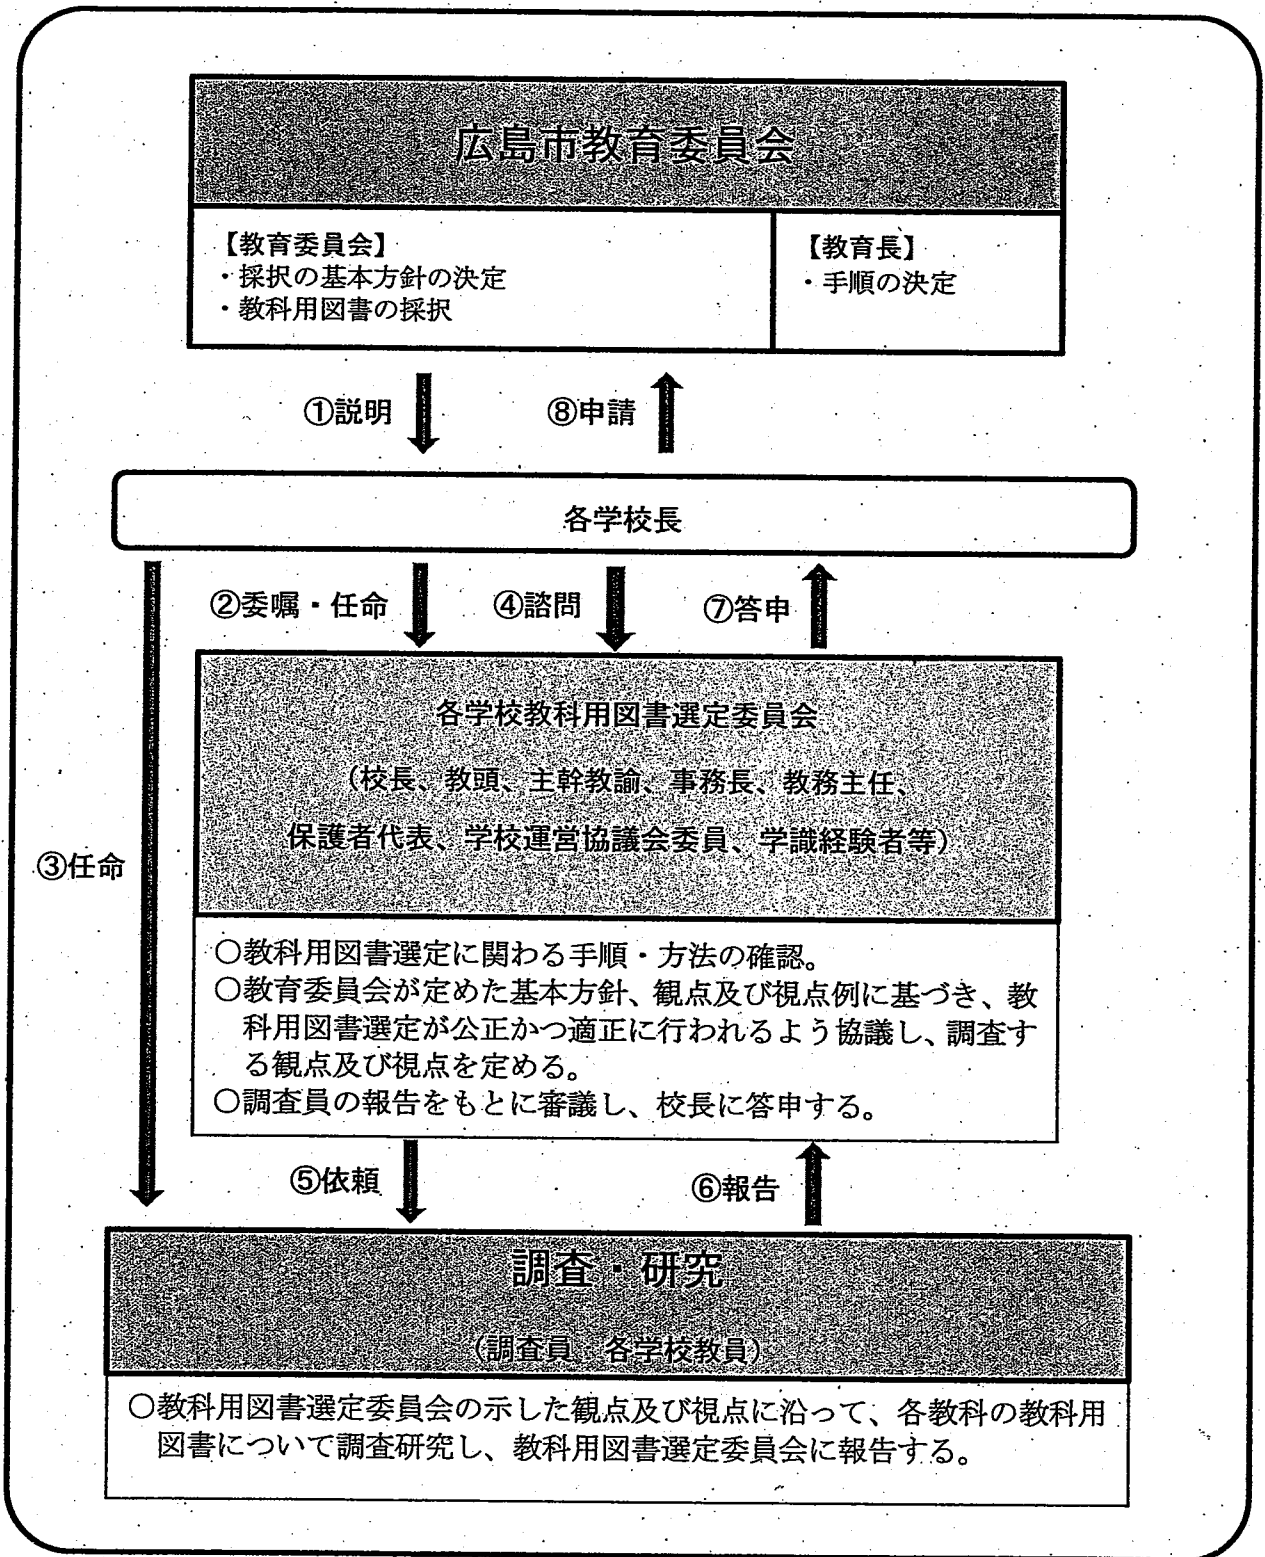 広島市教育委員会
【教育委員会】
・採択の基本方針の決定
・教科用図書の採択
【教育長】
・手順の決定
①説明
⑧申請
各学校長
②委嘱・任命
④諮問
⑦答申
③任命
各学校教科用図書選定委員会
(校長、教頭、主幹教諭、事務長、教務主任、
保護者代表、学校運営協議会委員、学識経験者等)
○教科用図書選定に関わる手順・方法の確認。
○教育委員会が定めた基本方針、観点及び視点例に基づき、教
科用図書選定が公正かつ適正に行われるよう協議し、調査す
る観点及び視点を定める。
○調査員の報告をもとに審議し、校長に答申する。
⑤依頼
⑥報告
調査・研究
(調査員 各学校教員)
○教科用図書選定委員会の示した観点及び視点に沿って、各教科の教科用
図書について調査研究し、教科用図書選定委員会に報告する。